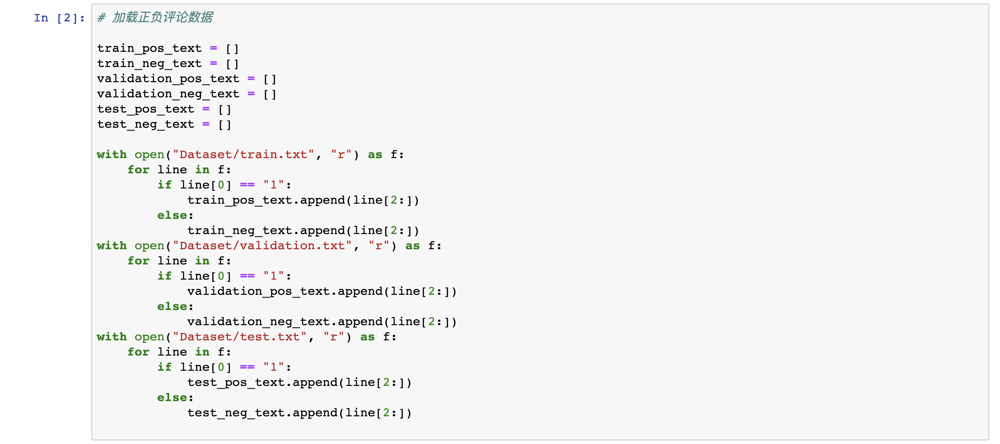 In [2]: # 加载正负评论数据
train_pos_text = []
train_neg_text = []
validation_pos_text = []
validation_neg_text = []
test_pos_text = []
test_neg_text = []
with open("Dataset/train.txt", "r") as f:
    for line in f:
        if line[0] == "1":
            train_pos_text.append(line[2:])
        else:
            train_neg_text.append(line[2:])
with open("Dataset/validation.txt", "r") as f:
    for line in f:
        if line[0] == "1":
            validation_pos_text.append(line[2:])
        else:
            validation_neg_text.append(line[2:])
with open("Dataset/test.txt", "r") as f:
    for line in f:
        if line[0] == "1":
            test_pos_text.append(line[2:])
        else:
            test_neg_text.append(line[2:])